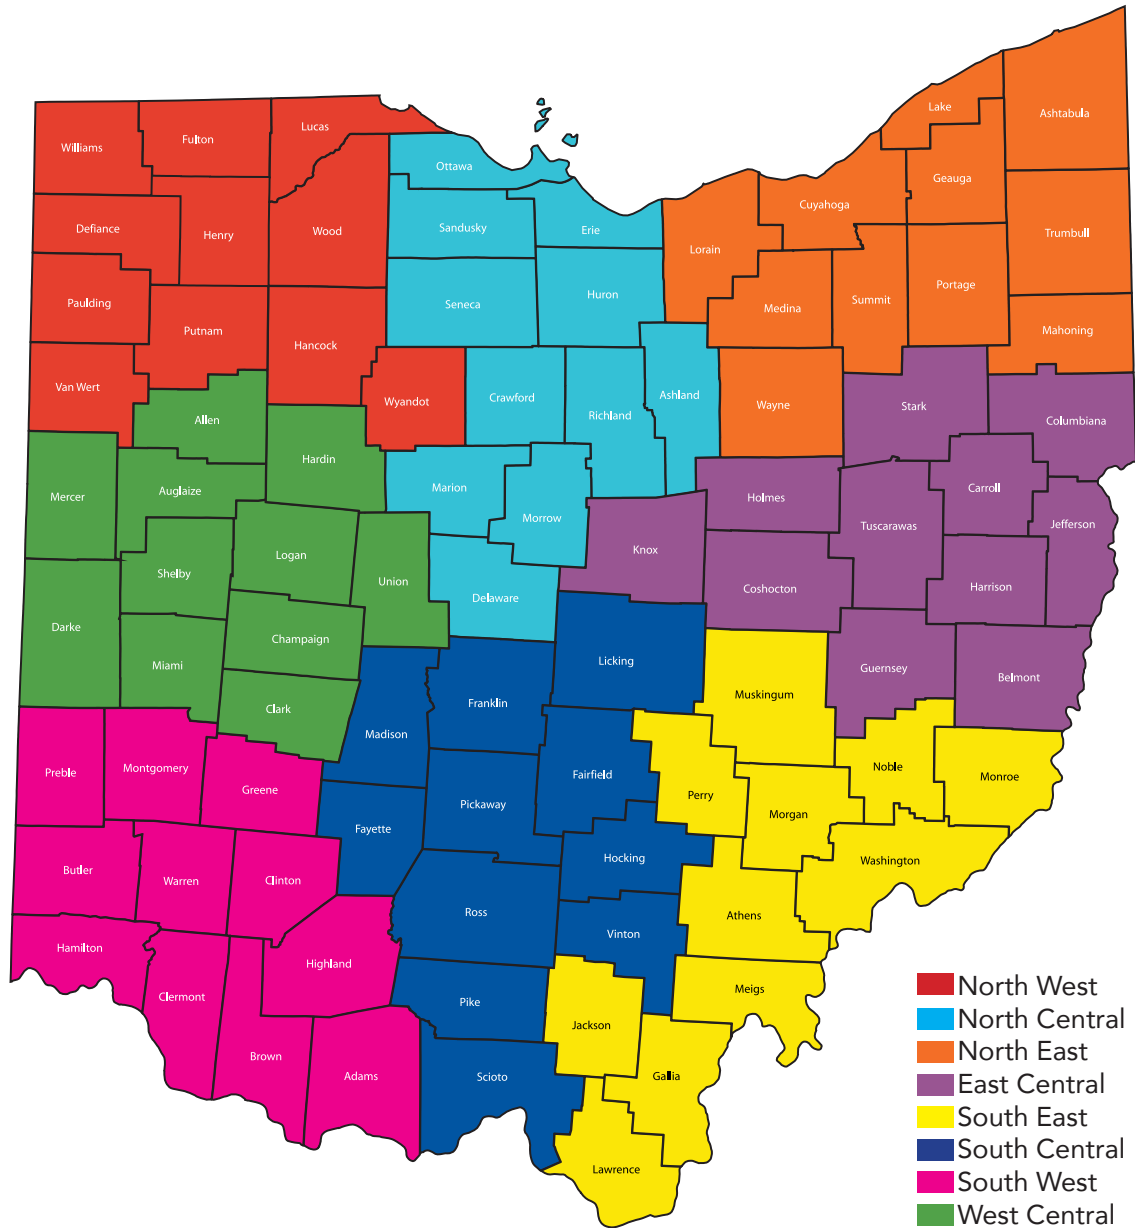 Lake
Ashtabula
Lucas
Fulton
Williams
Ottawa
Geauga
Cuyahoga
Defiance
Henry
Wood
Sandusky
Erie
Lorain
Trumbull
Paulding
Putnam
Hancock
Seneca
Huron
Medina
Summit
Portage
Mahoning
Van Wert
Allen
Wyandot
Crawford
Richland
Ashland
Wayne
Stark
Columbiana
Mercer
Auglaize
Hardin
Marion
Morrow
Holmes
Tuscarawas
Carroll
Jefferson
Shelby
Logan
Union
Delaware
Knox
Coshocton
Harrison
Darke
Miami
Champaign
Licking
Guernsey
Belmont
Clark
Madison
Franklin
Muskingum
Preble
Montgomery
Greene
Fayette
Pickaway
Fairfield
Perry
Morgan
Noble
Monroe
Butler
Warren
Clinton
Hocking
Washington
Ross
Athens
Hamilton
Highland
Vinton
Clermont
Pike
Jackson
Meigs
Brown
Adams
Scioto
Gallia
Lawrence
North West
North Central
North East
East Central
South East
South Central
South West
West Central